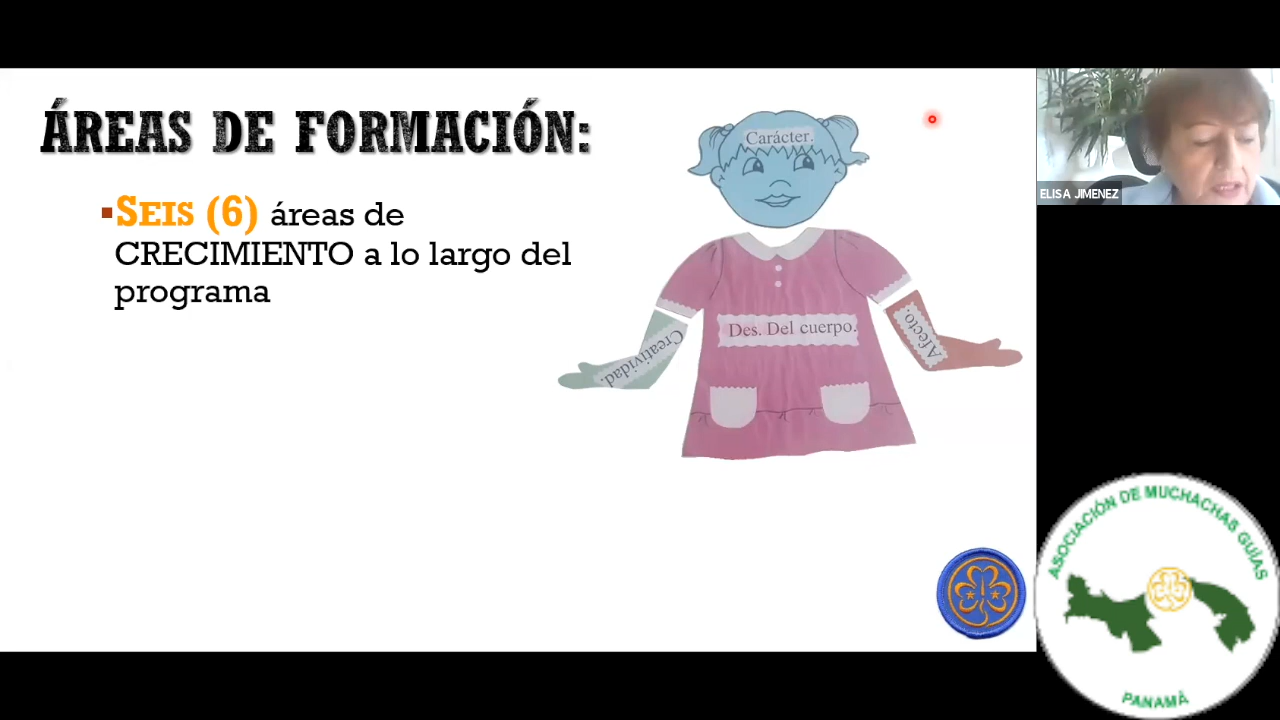 ÁREAS DE FORMACIÓN:
SEIS (6) áreas de
CRECIMIENTO a lo largo del
programa
Carácter.
Des. Del cuerpo.
Creatividad.
Afecto.
ELISA JIMENEZ
ASOCIACIÓN DE MUCHACHAS GUÍAS
PANAMÁ